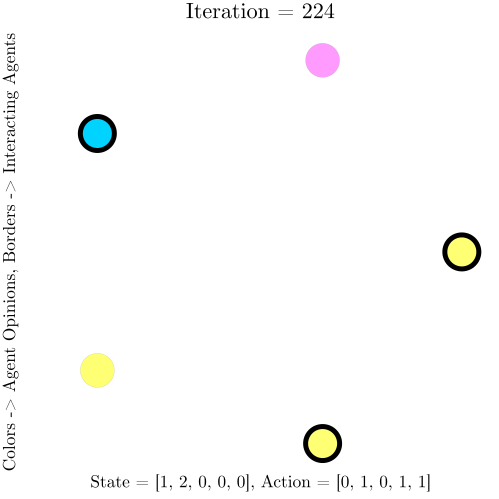 Iteration = 224
Colors -> Agent Opinions, Borders -> Interacting Agents
State = [1, 2, 0, 0, 0], Action = [0, 1, 0, 1, 1]